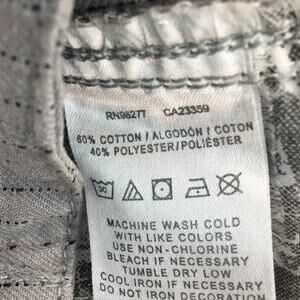 RN96277 CA23359
60% COTTON / ALGODÓN / COTON
40% POLYESTER/POLIÉSTER
30
MACHINE WASH COLD
WITH LIKE COLORS
USE NON-CHLORINE
BLEACH IF NECESSARY
TUMBLE DRY LOW
COOL IRON IF NECESSARY
DO NOT IRON DECORATION